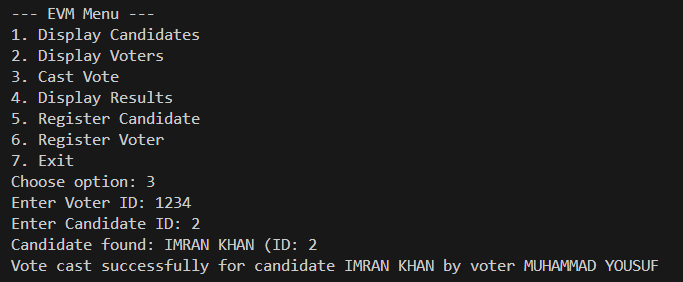 --- EVM Menu ---
1. Display Candidates
2. Display Voters
3. Cast Vote
4. Display Results
5. Register Candidate
6. Register Voter
7. Exit
Choose option: 3
Enter Voter ID: 1234
Enter Candidate ID: 2
Candidate found: IMRAN KHAN (ID: 2
Vote cast successfully for candidate IMRAN KHAN by voter MUHAMMAD YOUSUF